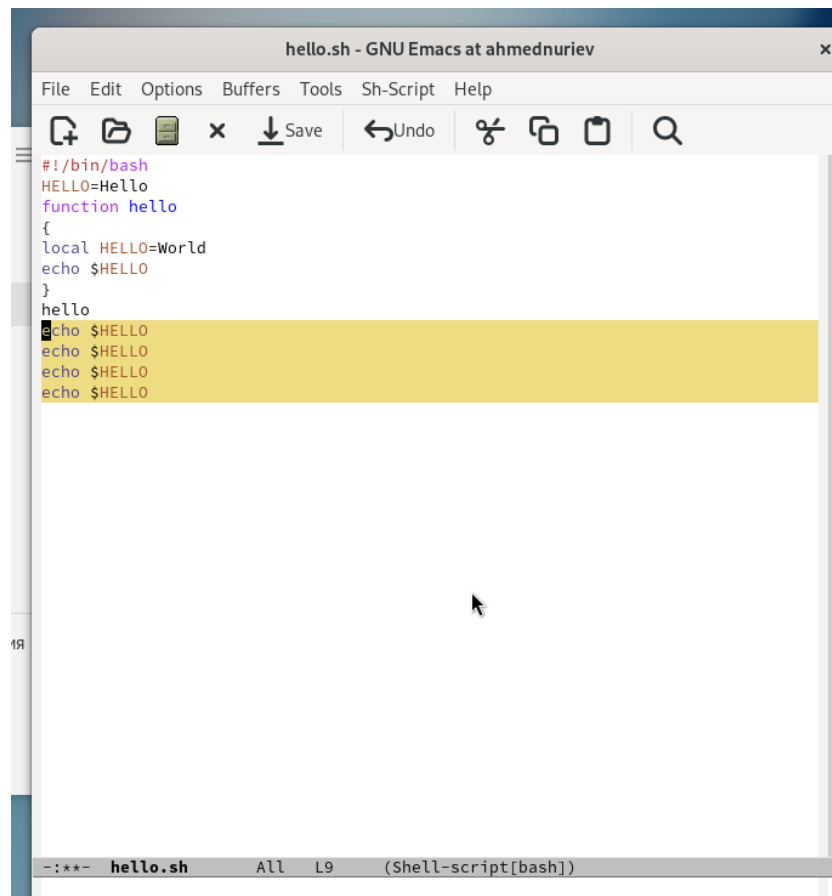 hello.sh - GNU Emacs at ahmednuriev ×
File Edit Options Buffers Tools Sh-Script Help
Save Undo
#!/bin/bash
HELLO=Hello
function hello
{
local HELLO=World
echo $HELLO
}
hello
echo $HELLO
echo $HELLO
echo $HELLO
echo $HELLO
ия
-:**- hello.sh All L9 (Shell-script[bash])